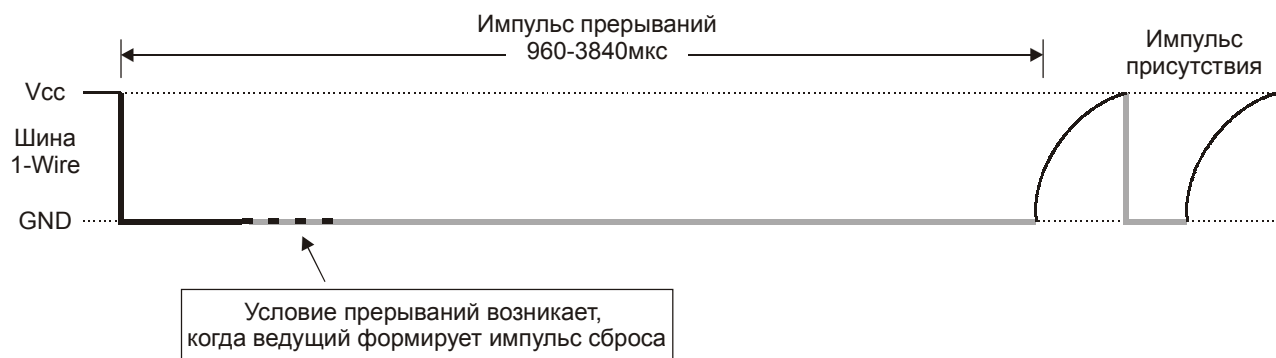 Импульс прерываний
960-3840мкс
Импульс
присутствия
Vcc
Шина
1-Wire
GND
Условие прерываний возникает,
когда ведущий формирует импульс сброса